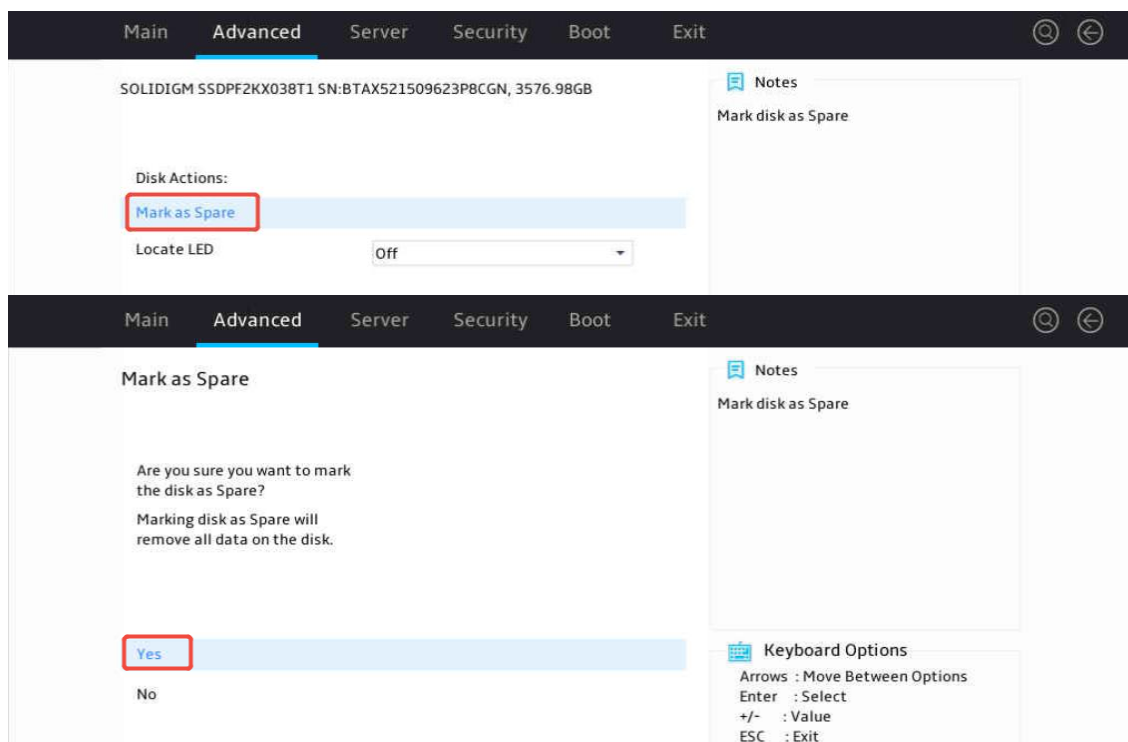 Main Advanced Server Security Boot Exit
SOLIDIGM SSDPF2KX038T1 SN:BTAX521509623P8CGN, 3576.98GB
Notes
Mark disk as Spare
Disk Actions:
Mark as Spare
Locate LED Off
Main Advanced Server Security Boot Exit
Mark as Spare
Notes
Mark disk as Spare
Are you sure you want to mark
the disk as Spare?
Marking disk as Spare will
remove all data on the disk.
Yes
No
Keyboard Options
Arrows : Move Between Options
Enter : Select
+/- : Value
ESC : Exit